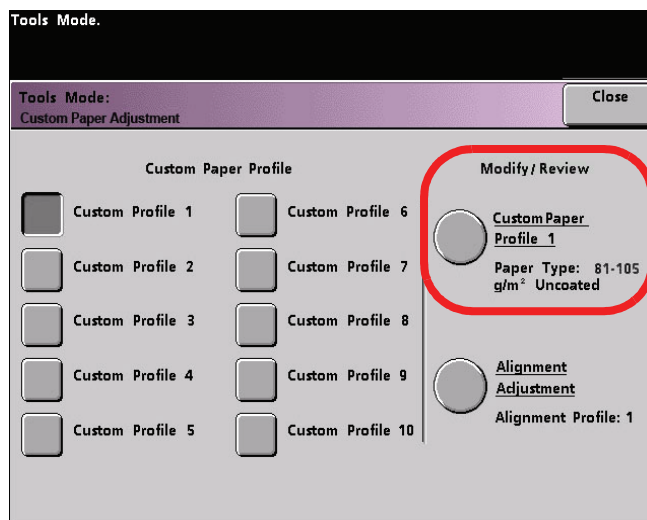 Tools Mode.
Tools Mode:
Custom Paper Adjustment
Close
Custom Paper Profile
Custom Profile 1
Custom Profile 2
Custom Profile 3
Custom Profile 4
Custom Profile 5
Custom Profile 6
Custom Profile 7
Custom Profile 8
Custom Profile 9
Custom Profile 10
Modify/Review
Custom Paper
Profile 1
Paper Type: 81-105
g/m² Uncoated
Alignment
Adjustment
Alignment Profile: 1